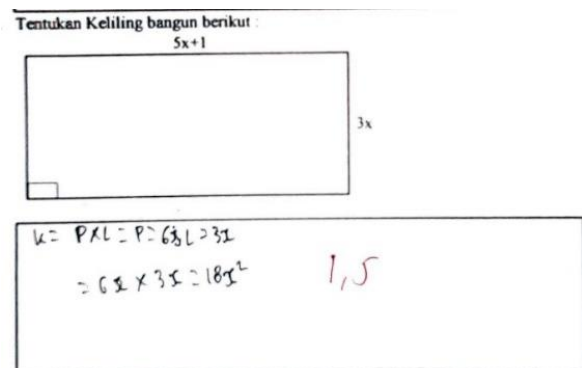 Tentukan Keliling bangun berikut :
5x+1
3x
K = P x L = P = 6x L = 3x
= 6x x 3x = 18x²
1,5